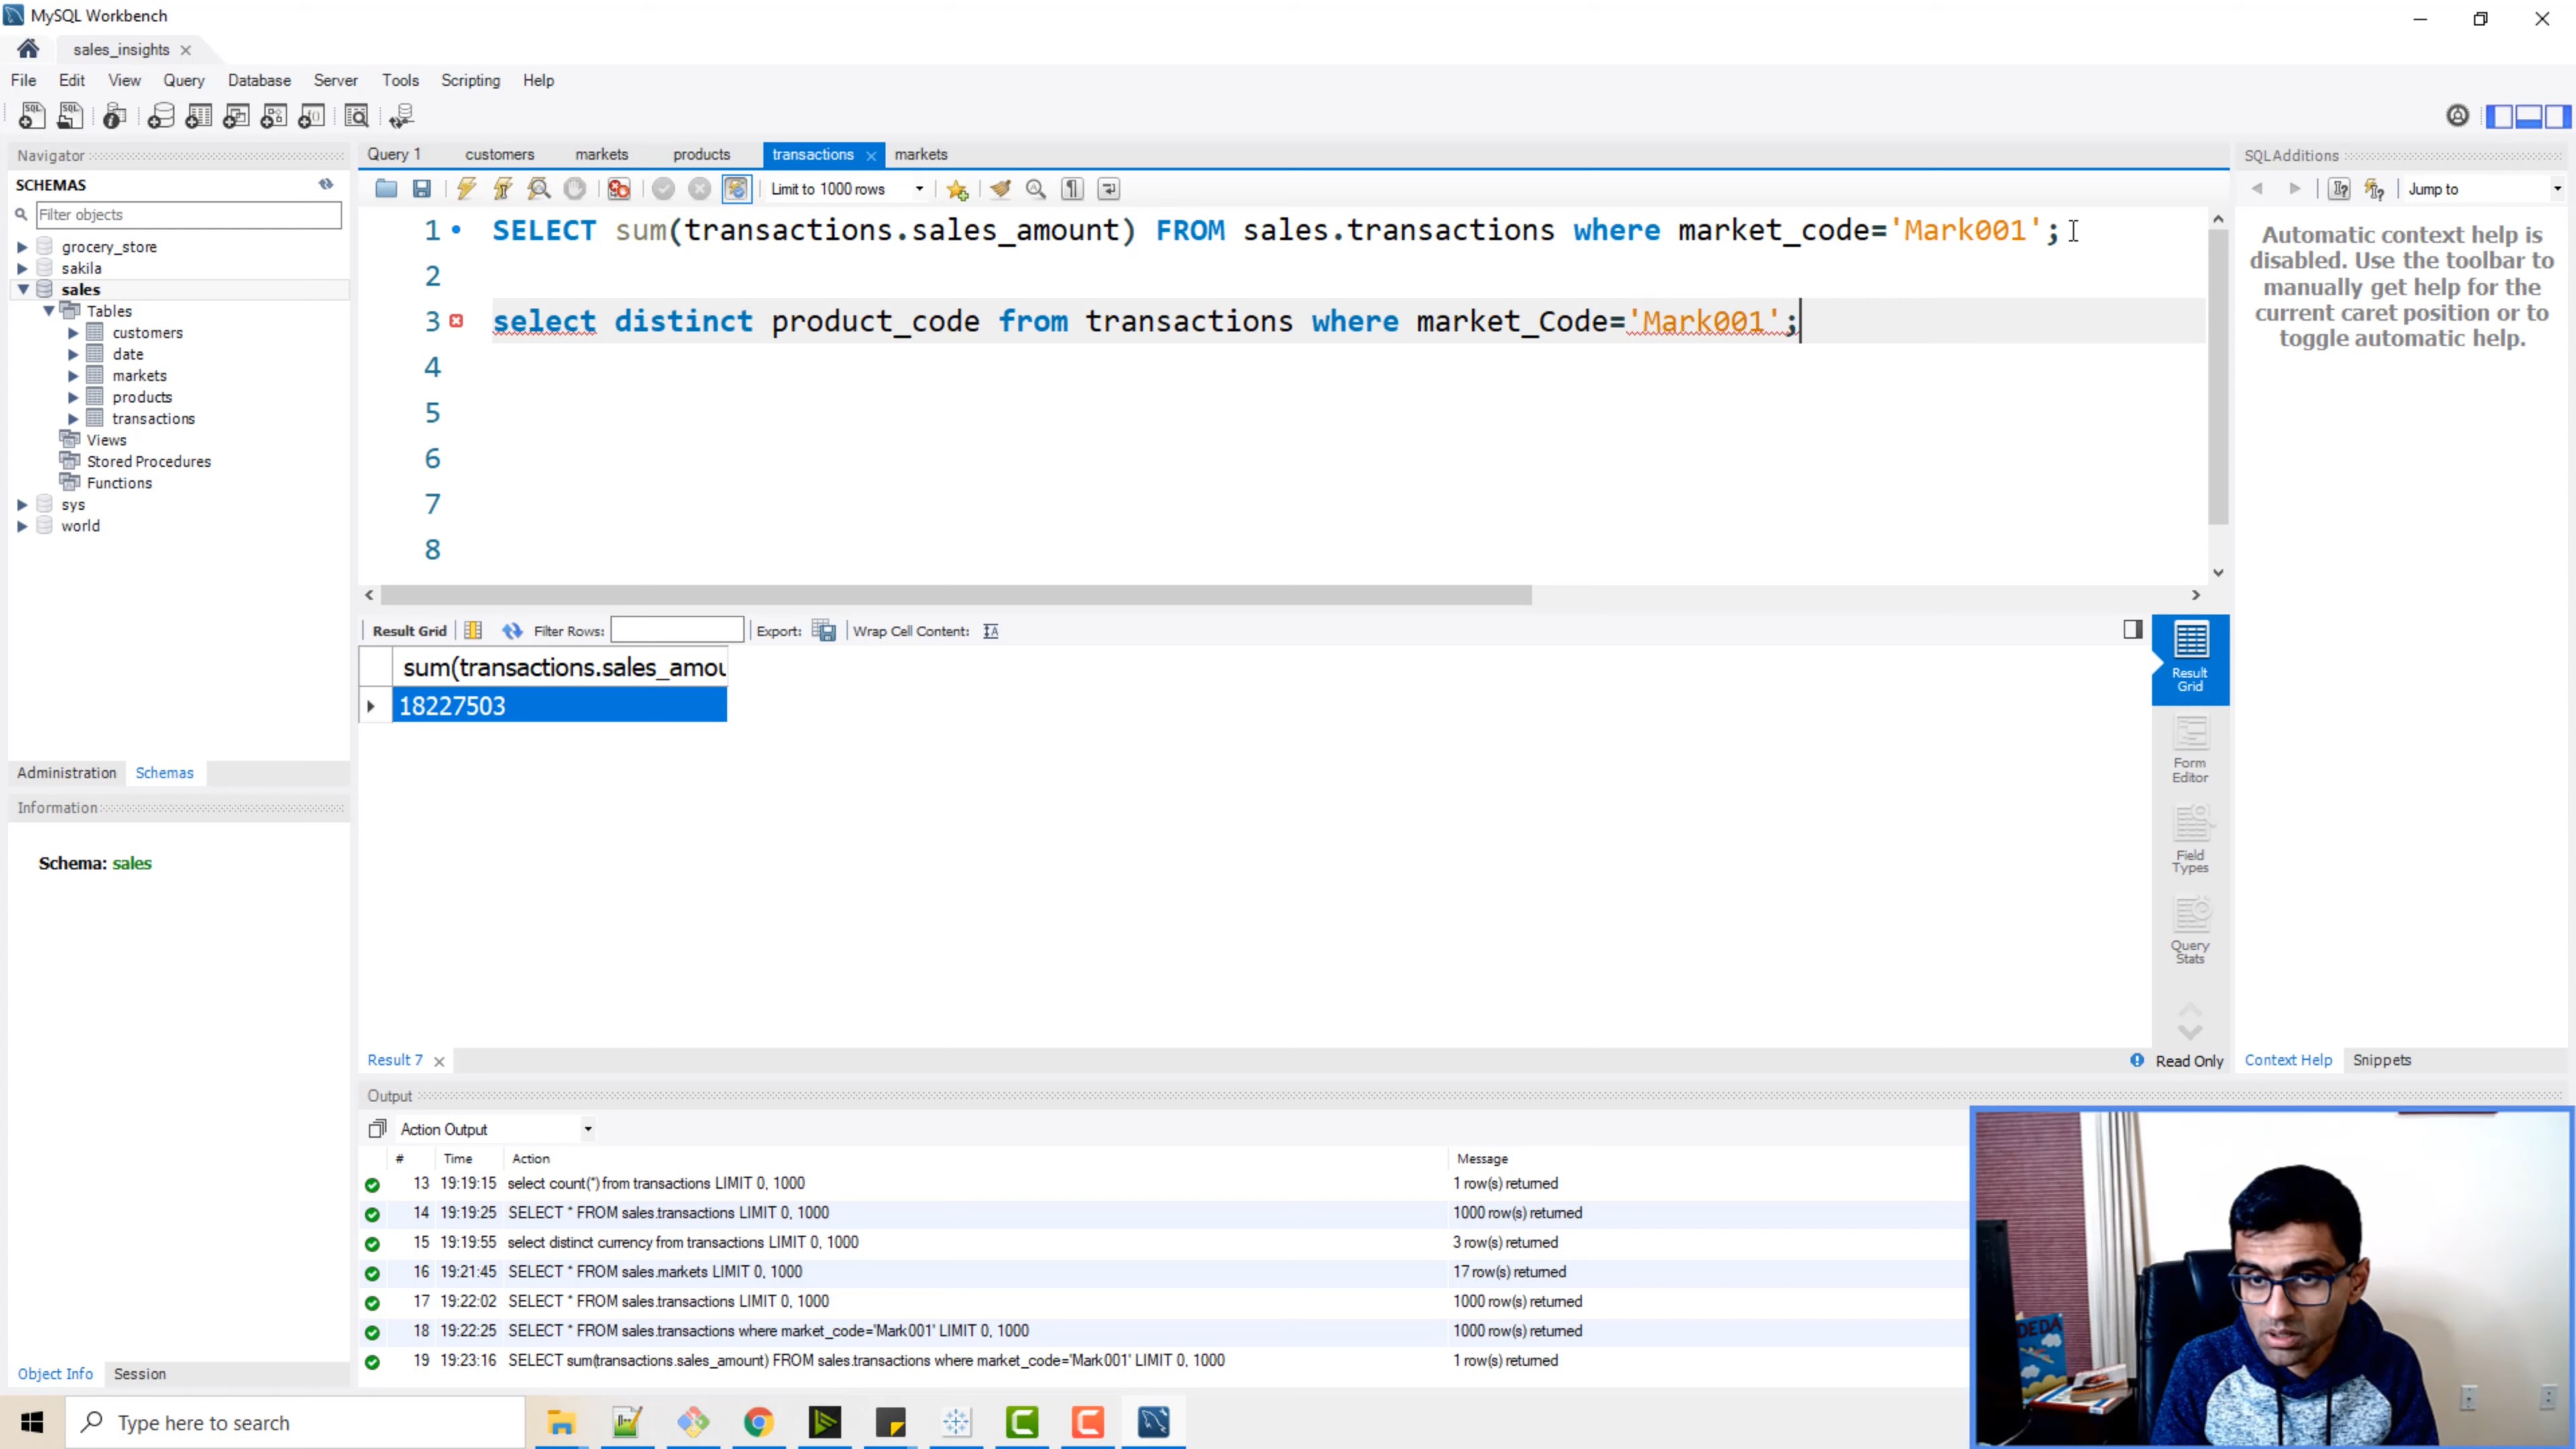 MySQL Workbench
sales_insights
File Edit View Query Database Server Tools Scripting Help
Navigator
SCHEMAS
Filter objects
grocery_store
sakila
sales
Tables
customers
date
markets
products
transactions
Views
Stored Procedures
Functions
sys
world
Administration Schemas
Information
Schema: sales
Object Info Session
Query 1 customers markets products transactions markets
Limit to 1000 rows
1 SELECT sum(transactions.sales_amount) FROM sales.transactions where market_code='Mark001';
2
3 select distinct product_code from transactions where market_Code='Mark001';
4
5
6
7
8
Result Grid Filter Rows: Export: Wrap Cell Content:
sum(transactions.sales_amou
18227503
Result Grid
Form Editor
Field Types
Query Stats
Result 7
Read Only
SQLAdditions
Jump to
Automatic context help is
disabled. Use the toolbar to
manually get help for the
current caret position or to
toggle automatic help.
Context Help Snippets
Output
Action Output
# Time Action Message
13 19:19:15 select count(*) from transactions LIMIT 0, 1000 1 row(s) returned
14 19:19:25 SELECT * FROM sales.transactions LIMIT 0, 1000 1000 row(s) returned
15 19:19:55 select distinct currency from transactions LIMIT 0, 1000 3 row(s) returned
16 19:21:45 SELECT * FROM sales.markets LIMIT 0, 1000 17 row(s) returned
17 19:22:02 SELECT * FROM sales.transactions LIMIT 0, 1000 1000 row(s) returned
18 19:22:25 SELECT * FROM sales.transactions where market_code='Mark001' LIMIT 0, 1000 1000 row(s) returned
19 19:23:16 SELECT sum(transactions.sales_amount) FROM sales.transactions where market_code='Mark001' LIMIT 0, 1000 1 row(s) returned
Type here to search